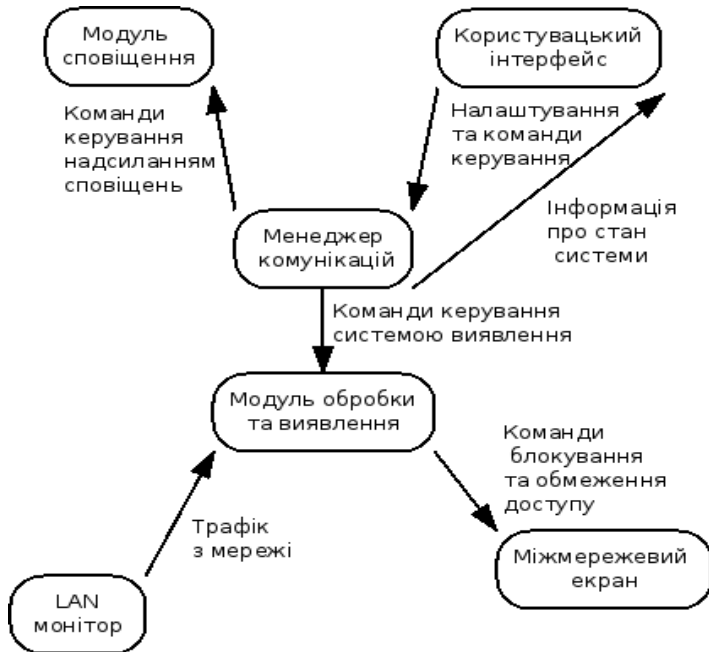 Модуль
сповіщення
Користувацький
інтерфейс
Команди
керування
надсиланням
сповіщень
Налаштування
та команди
керування
Менеджер
комунікацій
Інформація
про стан
системи
Команди керування
системою виявлення
Модуль обробки
та виявлення
Команди
блокування
та обмеження
доступу
Трафік
з мережі
Міжмережевий
екран
LAN
монітор